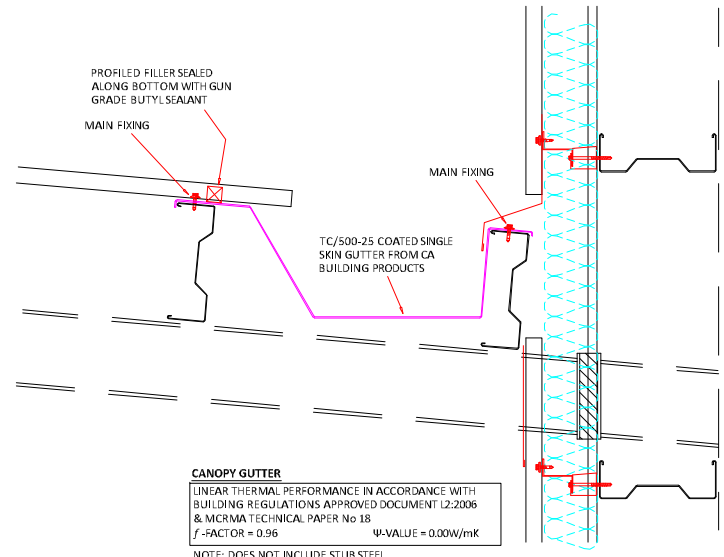 PROFILED FILLER SEALED
ALONG BOTTOM WITH GUN
GRADE BUTYL SEALANT
MAIN FIXING
MAIN FIXING
TC/500-25 COATED SINGLE
SKIN GUTTER FROM CA
BUILDING PRODUCTS
CANOPY GUTTER
LINEAR THERMAL PERFORMANCE IN ACCORDANCE WITH
BUILDING REGULATIONS APPROVED DOCUMENT L2:2006
& MCRMA TECHNICAL PAPER No 18
ƒ -FACTOR = 0.96 Ψ-VALUE = 0.00W/mK
NOTE: DOES NOT INCLUDE STUB STEEL